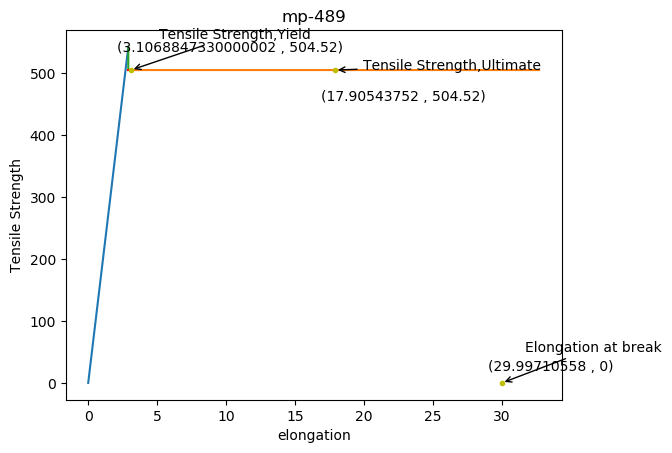 mp-489
Tensile Strength,Yield
(3.1068847330000002 , 504.52)
Tensile Strength,Ultimate
(17.90543752 , 504.52)
Elongation at break
(29.99710558 , 0)
Tensile Strength
500
400
300
200
100
0
0 5 10 15 20 25 30
elongation